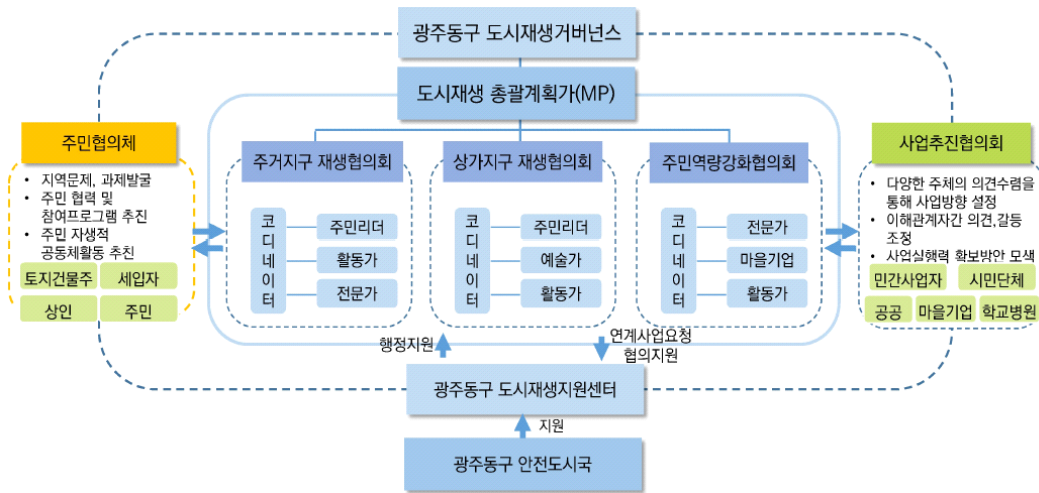 광주동구 도시재생거버넌스
도시재생 총괄계획가(MP)
주민협의체
• 지역문제, 과제발굴
• 주민 협력 및
참여프로그램 추진
• 주민 자생적
공동체활동 추친
토지건물주
세입자
상인
주민
주거지구 재생협의회
코디네이터
주민리더
활동가
전문가
상가지구 재생협의회
코디네이터
주민리더
예술가
활동가
주민역량강화협의회
코디네이터
전문가
마을기업
활동가
사업추진협의회
• 다양한 주체의 의견수렴을
통해 사업방향 설정
• 이해관계자간 의견,갈등
조정
• 사업실행력 확보방안 모색
민간사업자
시민단체
공공
마을기업
학교병원
행정지원
연계사업요청
협의지원
광주동구 도시재생지원센터
지원
광주동구 안전도시국